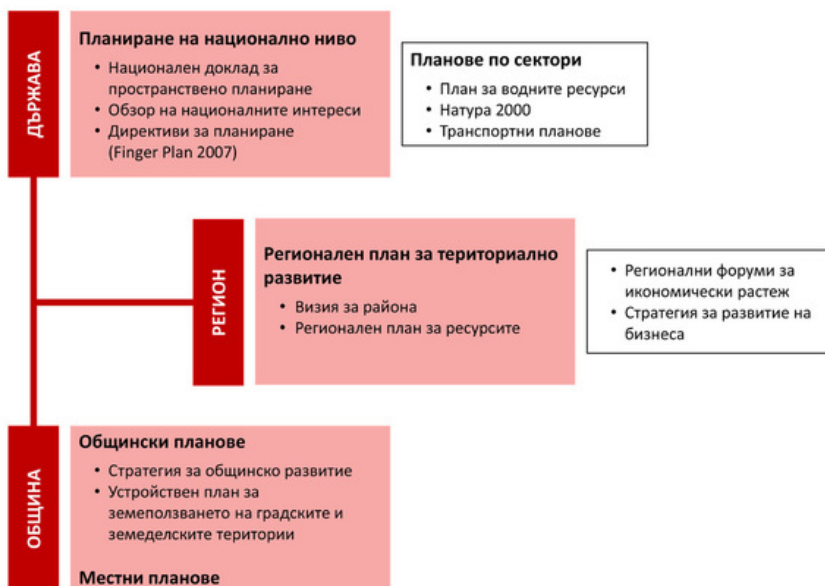 ДЪРЖАВА
Планиране на национално ниво
• Национален доклад за
пространствено планиране
• Обзор на националните интереси
• Директиви за планиране
(Finger Plan 2007)
Планове по сектори
• План за водните ресурси
• Натура 2000
• Транспортни планове
РЕГИОН
Регионален план за териториално
развитие
• Визия за района
• Регионален план за ресурсите
• Регионални форуми за
икономически растеж
• Стратегия за развитие на
бизнеса
ОБЩИНА
Общински планове
• Стратегия за общинско развитие
• Устройствен план за
земеползването на градските и
земеделските територии
Местни планове